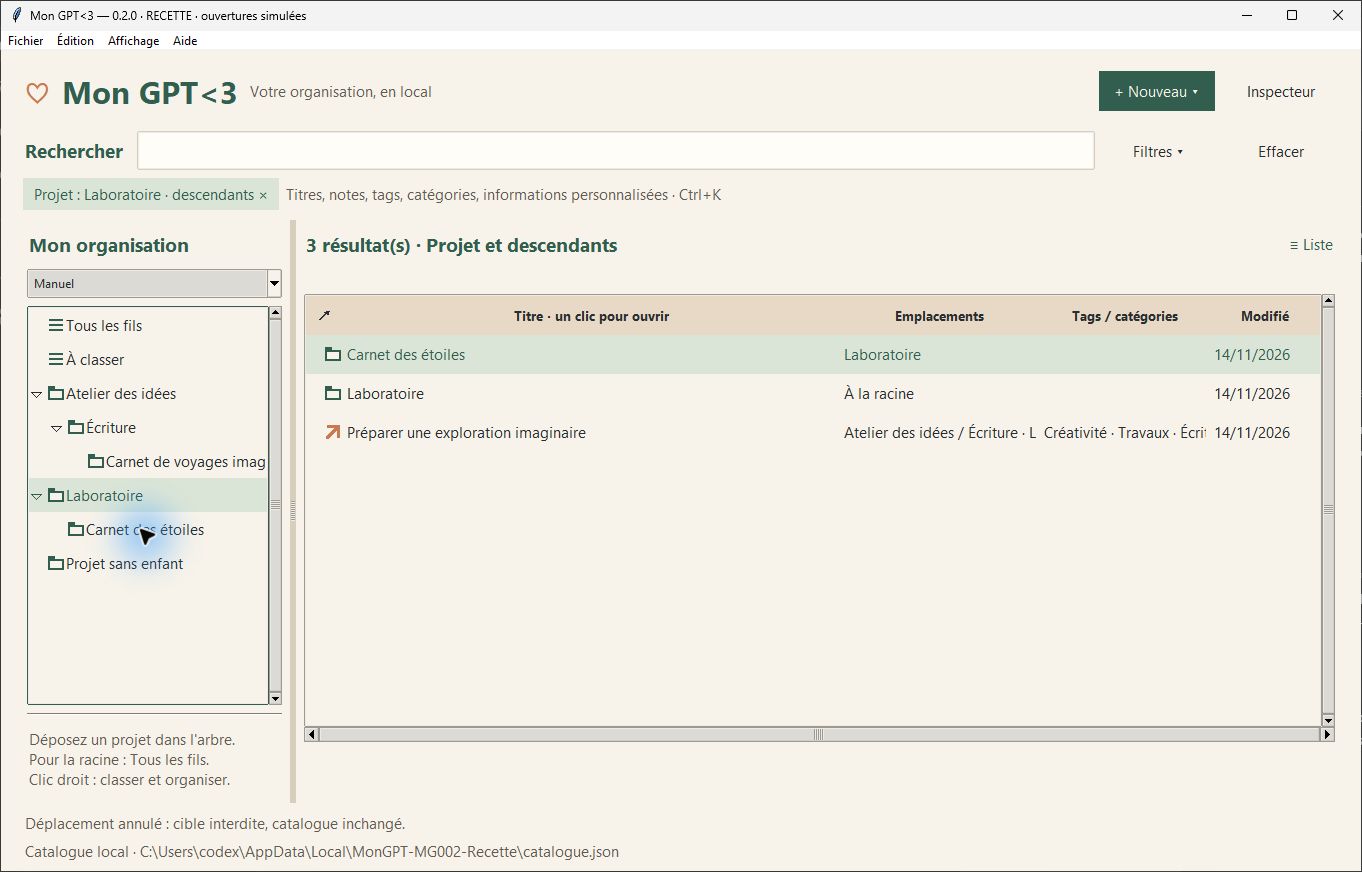 Mon GPT<3 — 0.2.0 · RECETTE · ouvertures simulées
Fichier Édition Affichage Aide
Mon GPT<3 Votre organisation, en local
+ Nouveau ▾ Inspecteur
Rechercher
Filtres ▾ Effacer
Projet : Laboratoire · descendants × Titres, notes, tags, catégories, informations personnalisées · Ctrl+K
Mon organisation
Manuel
Tous les fils
À classer
Atelier des idées
Écriture
Carnet de voyages imag
Laboratoire
Carnet des étoiles
Projet sans enfant
Déposez un projet dans l'arbre.
Pour la racine : Tous les fils.
Clic droit : classer et organiser.
3 résultat(s) · Projet et descendants
≡ Liste
↗ Titre · un clic pour ouvrir Emplacements Tags / catégories Modifié
Carnet des étoiles Laboratoire 14/11/2026
Laboratoire À la racine 14/11/2026
Préparer une exploration imaginaire Atelier des idées / Écriture · L Créativité · Travaux · Écrit 14/11/2026
Déplacement annulé : cible interdite, catalogue inchangé.
Catalogue local · C:\Users\codex\AppData\Local\MonGPT-MG002-Recette\catalogue.json